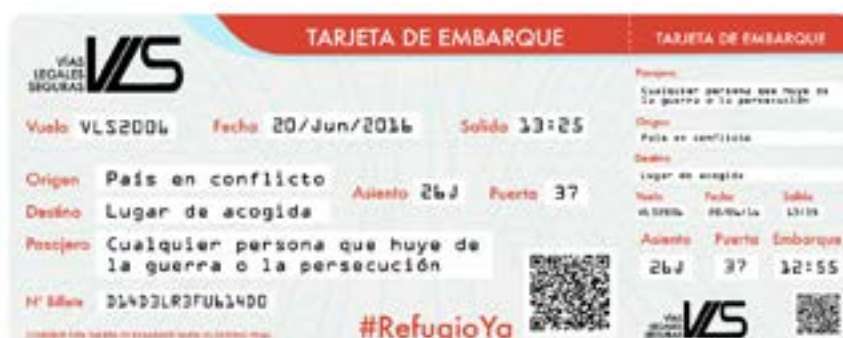 TARJETA DE EMBARQUE
VÍAS
LEGALES
SEGURAS
VLS
Vuelo VLS2006 Fecha 20/Jun/2016 Salida 13:25
Origen País en conflicto
Asiento 26J Puerta 37
Destino Lugar de acogida
Pasajero Cualquier persona que huye de
la guerra o la persecución
Nº Billete D14D3LR3FU614D0
#RefugioYa
TARJETA DE EMBARQUE
Pasajero
Cualquier persona que huye de
la guerra o la persecución
Origen
País en conflicto
Destino
Lugar de acogida
Vuelo Fecha Salida
Asiento Puerta Embarque
26J 37 12:55
VLS